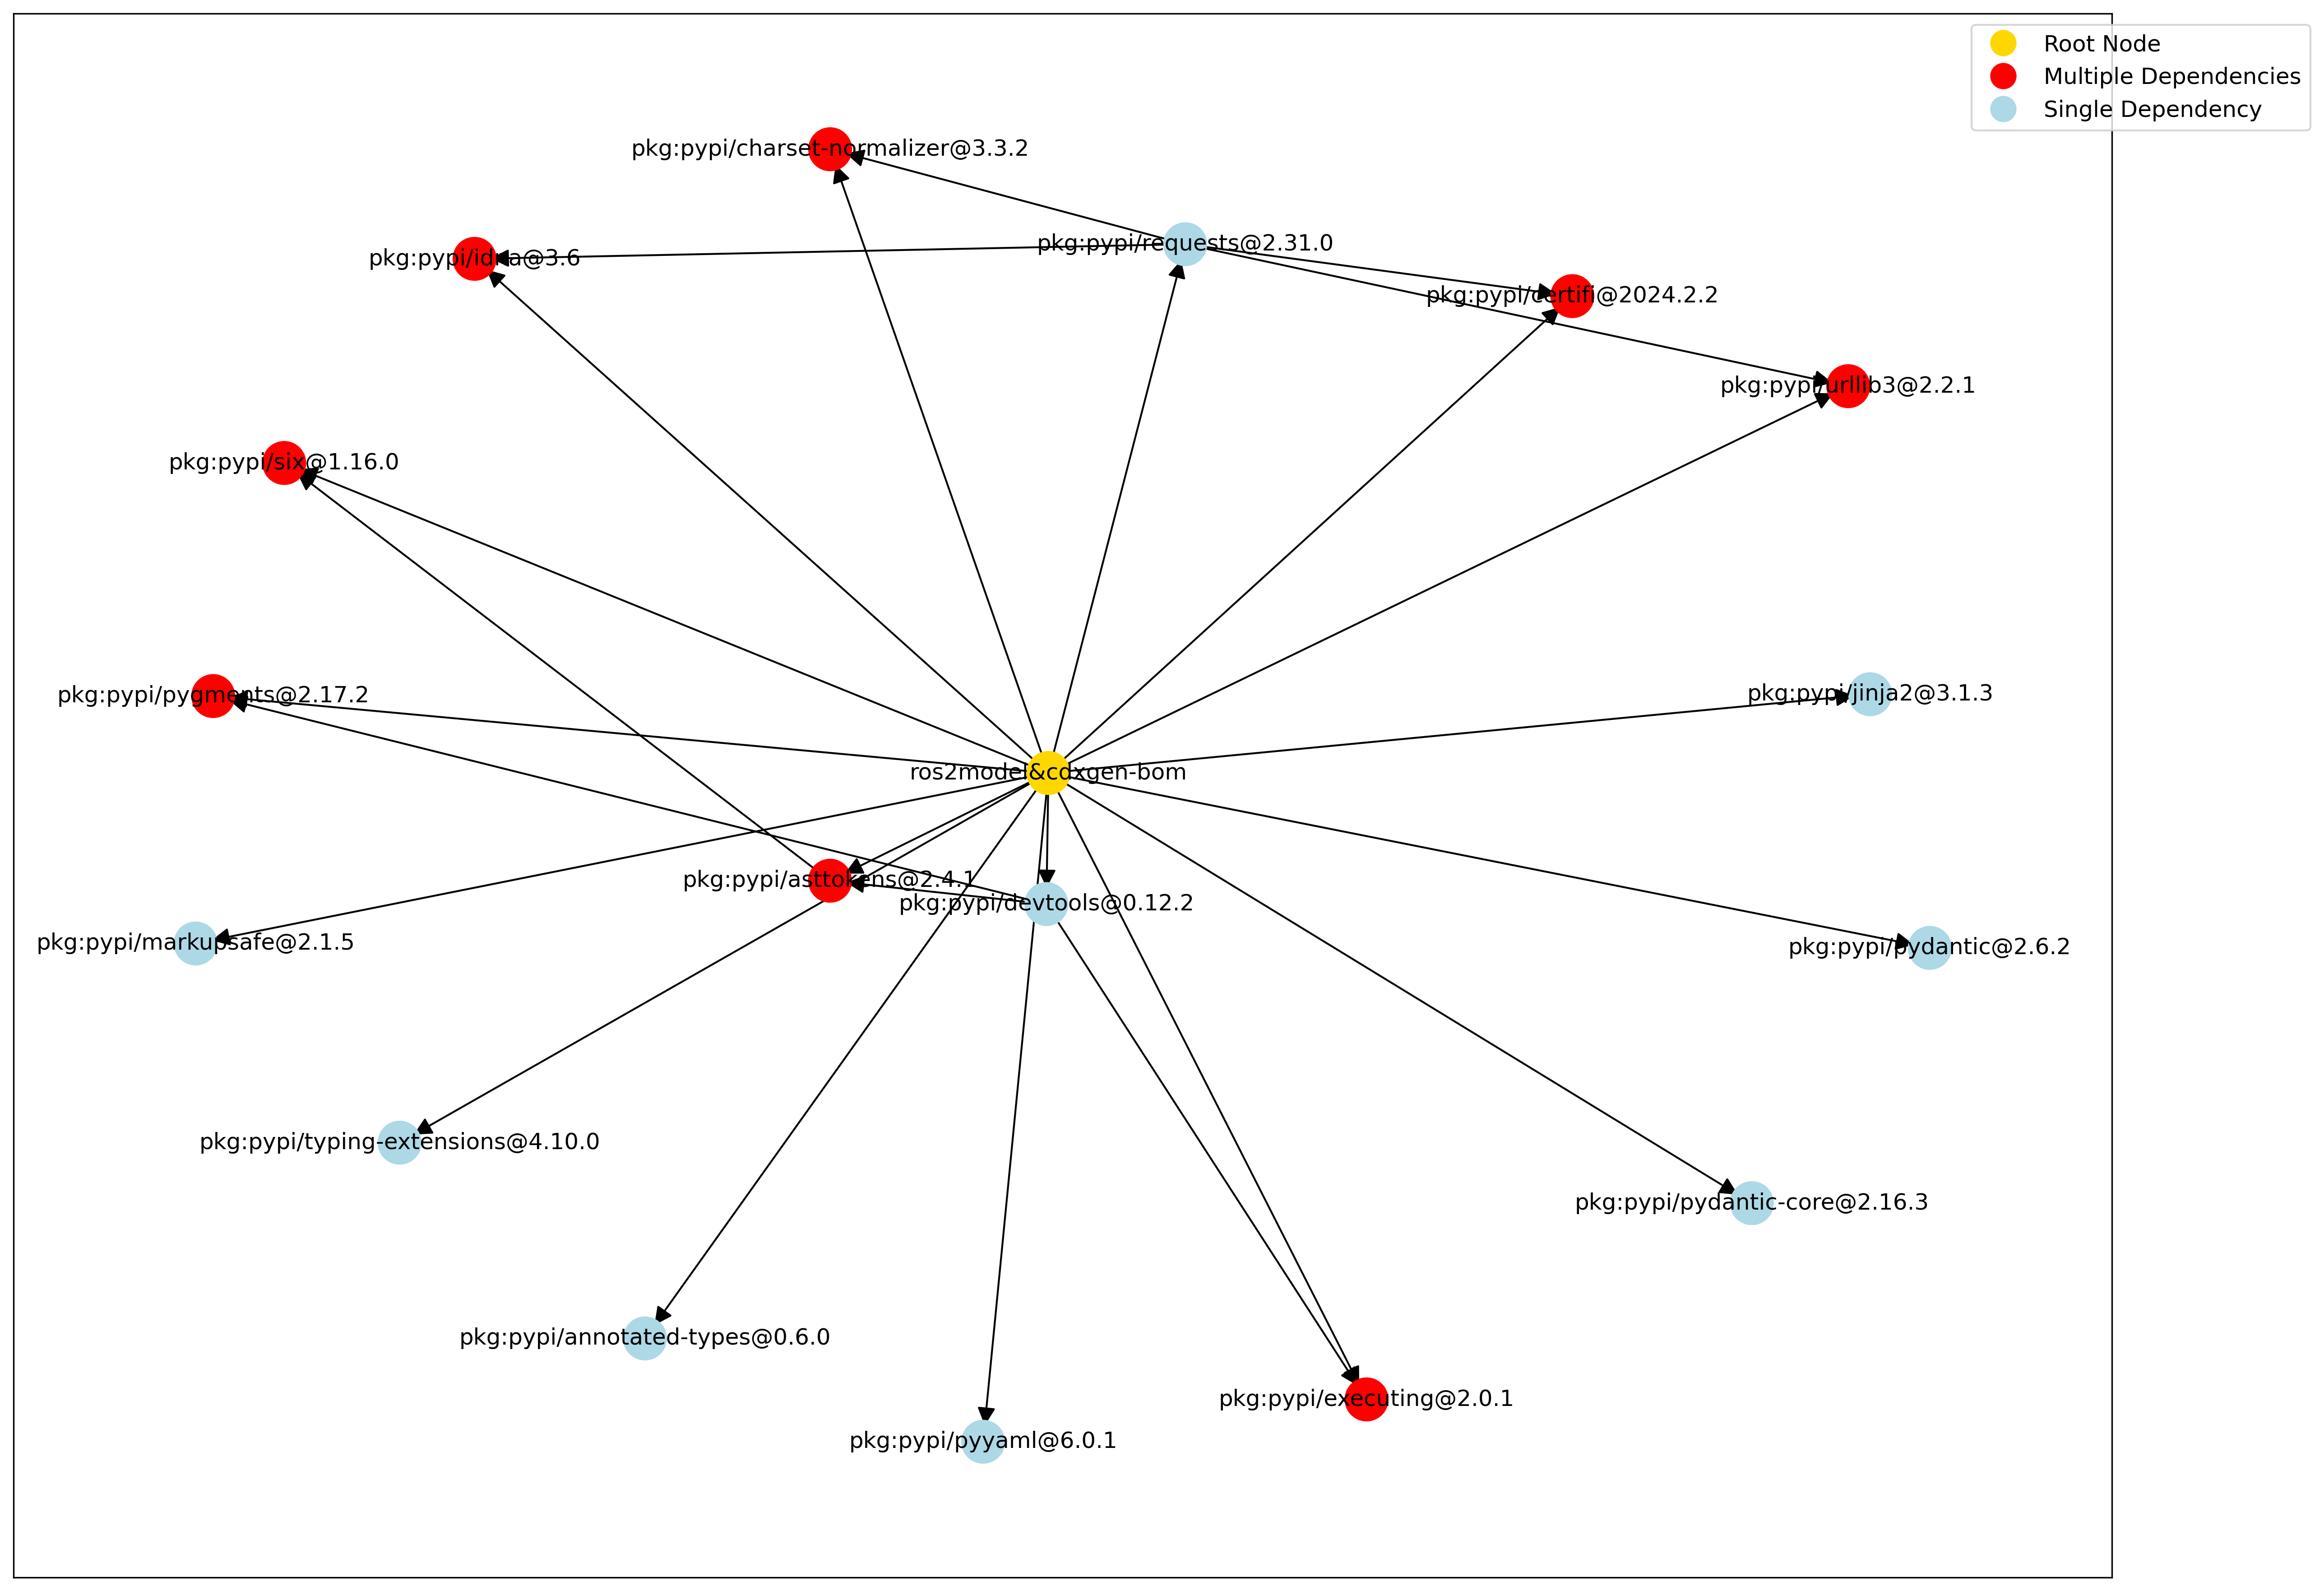 Root Node
Multiple Dependencies
Single Dependency
pkg:pypi/charset-normalizer@3.3.2
pkg:pypi/requests@2.31.0
pkg:pypi/idna@3.6
pkg:pypi/certifi@2024.2.2
pkg:pypi/urllib3@2.2.1
pkg:pypi/six@1.16.0
pkg:pypi/pygments@2.17.2
pkg:pypi/jinja2@3.1.3
ros2model&cdxgen-bom
pkg:pypi/asttokens@2.4.1
pkg:pypi/devtools@0.12.2
pkg:pypi/markupsafe@2.1.5
pkg:pypi/pydantic@2.6.2
pkg:pypi/typing-extensions@4.10.0
pkg:pypi/pydantic-core@2.16.3
pkg:pypi/annotated-types@0.6.0
pkg:pypi/executing@2.0.1
pkg:pypi/pyyaml@6.0.1